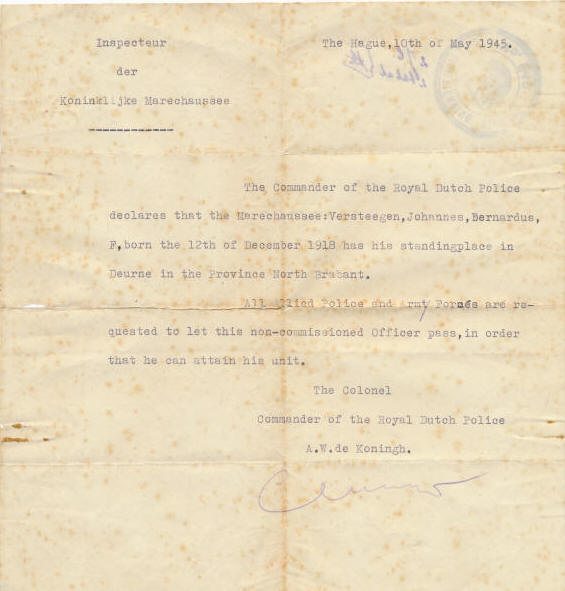 Inspecteur
der
Koninklijke Marechaussee
The Hague,10th of May 1945.
The Commander of the Royal Dutch Police
declares that the Marechaussee:Versteegen,Johannes,Bernardus,
F,born the 12th of December 1918 has his standingplace in
Deurne in the Province North Brabant.
All Allied Police and Army Forces are re-
quested to let this non-commissioned Officer pass,in order
that he can attain his unit.
The Colonel
Commander of the Royal Dutch Police
A.W.de Koningh.